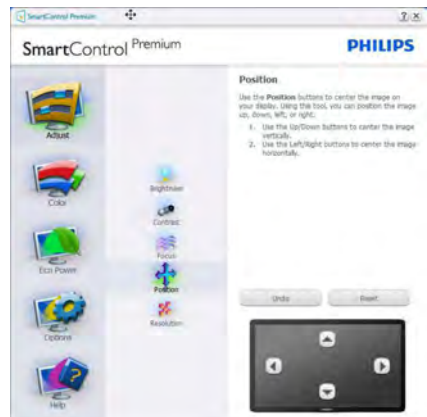 SmartControl Premium
SmartControl Premium
PHILIPS
Position
Use the Position buttons to center the image on
your display. Using the tool, you can position the image
up, down, left, or right.
1. Use the Up/Down buttons to center the image
vertically.
2. Use the Left/Right buttons to center the image
horizontally.
Adjust
Color
Eco Power
Options
Help
Brightness
Contrast
Focus
Position
Resolution
Undo
Reset